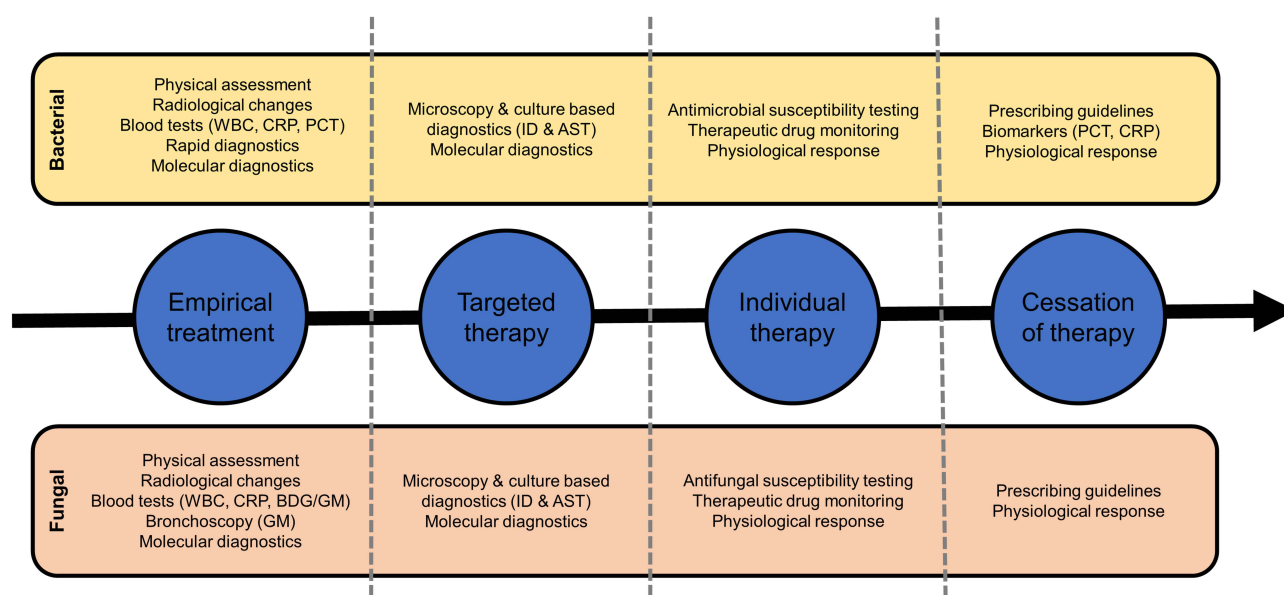 Bacterial
Physical assessment
Radiological changes
Blood tests (WBC, CRP, PCT)
Rapid diagnostics
Molecular diagnostics
Microscopy & culture based
diagnostics (ID & AST)
Molecular diagnostics
Antimicrobial susceptibility testing
Therapeutic drug monitoring
Physiological response
Prescribing guidelines
Biomarkers (PCT, CRP)
Physiological response
Empirical
treatment
Targeted
therapy
Individual
therapy
Cessation
of therapy
Fungal
Physical assessment
Radiological changes
Blood tests (WBC, CRP, BDG/GM)
Bronchoscopy (GM)
Molecular diagnostics
Microscopy & culture based
diagnostics (ID & AST)
Molecular diagnostics
Antifungal susceptibility testing
Therapeutic drug monitoring
Physiological response
Prescribing guidelines
Physiological response